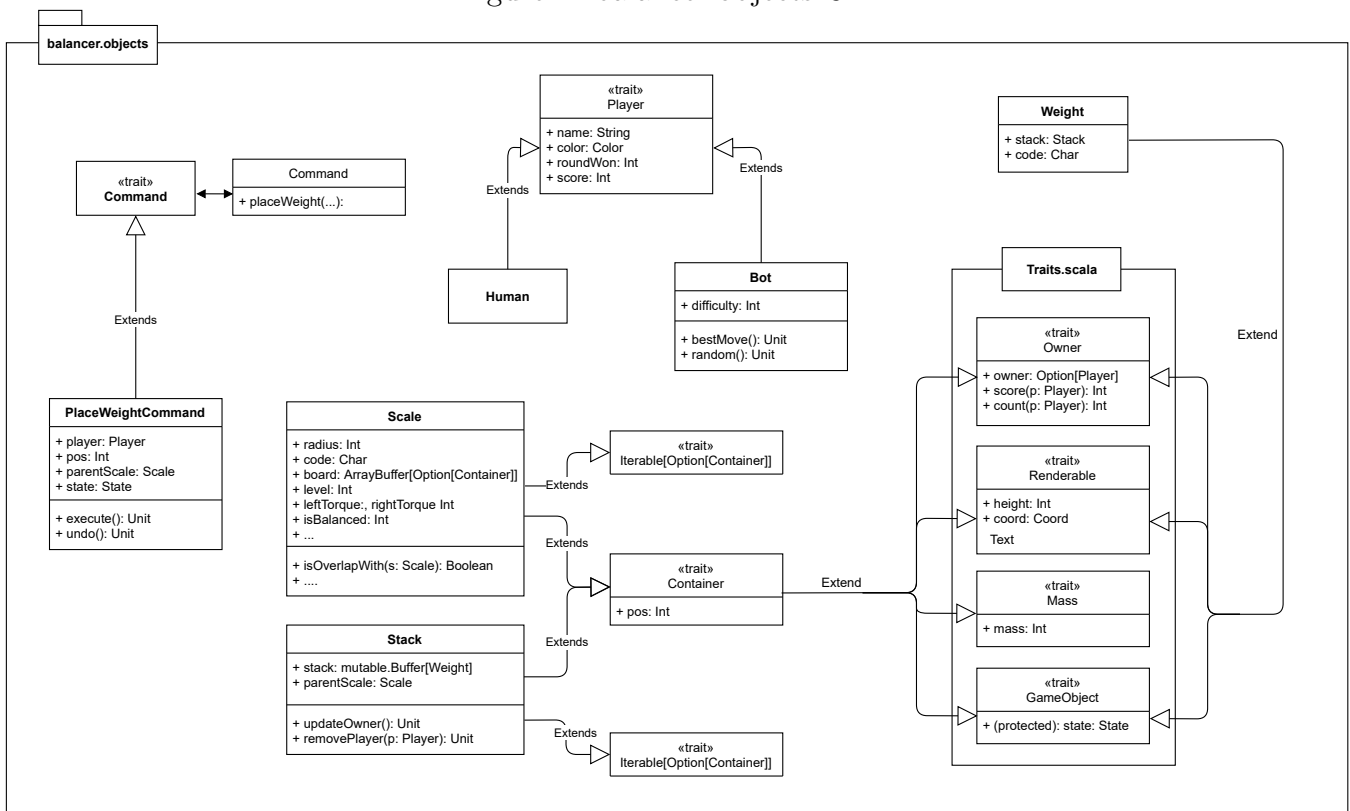 balancer.objects
«trait»
Player
+ name: String
+ color: Color
+ roundWon: Int
+ score: Int
Weight
+ stack: Stack
+ code: Char
«trait»
Command
Command
+ placeWeight(...):
Extends
Extends
Human
Bot
+ difficulty: Int
+ bestMove(): Unit
+ random(): Unit
Extends
Traits.scala
Extend
«trait»
Owner
+ owner: Option[Player]
+ score(p: Player): Int
+ count(p: Player): Int
PlaceWeightCommand
+ player: Player
+ pos: Int
+ parentScale: Scale
+ state: State
+ execute(): Unit
+ undo(): Unit
Scale
+ radius: Int
+ code: Char
+ board: ArrayBuffer[Option[Container]]
+ level: Int
+ leftTorque:, rightTorque Int
+ isBalanced: Int
+ ...
+ isOverlapWith(s: Scale): Boolean
+ ....
Extends
«trait»
Iterable[Option[Container]]
Extends
«trait»
Renderable
+ height: Int
+ coord: Coord
Text
«trait»
Container
+ pos: Int
Extend
«trait»
Mass
+ mass: Int
Stack
+ stack: mutable.Buffer[Weight]
+ parentScale: Scale
+ updateOwner(): Unit
+ removePlayer(p: Player): Unit
Extends
Extends
«trait»
Iterable[Option[Container]]
«trait»
GameObject
+ (protected): state: State